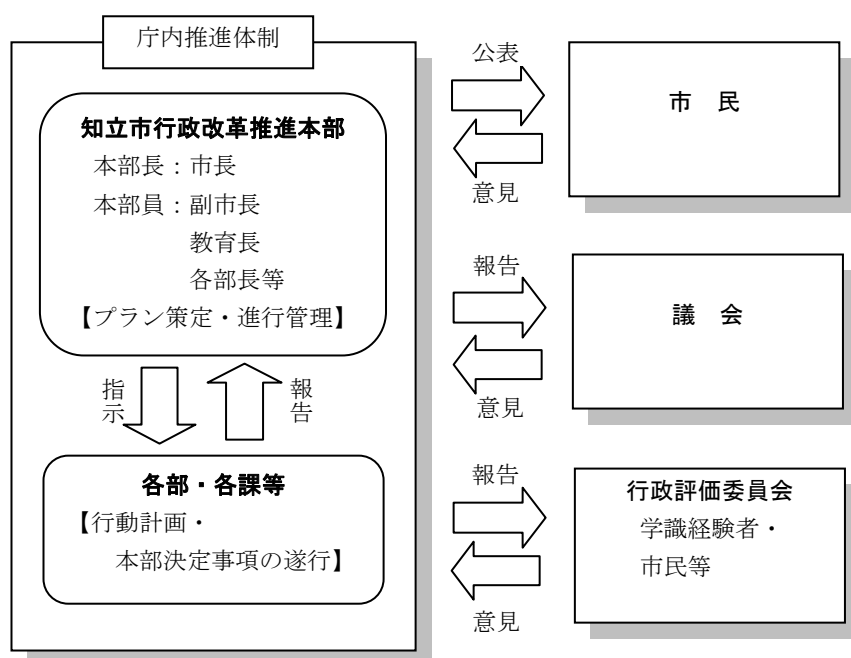 庁内推進体制
知立市行政改革推進本部
本部長：市長
本部員：副市長
教育長
各部長等
【プラン策定・進行管理】
指示
報告
各部・各課等
【行動計画・
本部決定事項の遂行】
公表
意見
市　民
報告
意見
議　会
報告
意見
行政評価委員会
学識経験者・
市民等